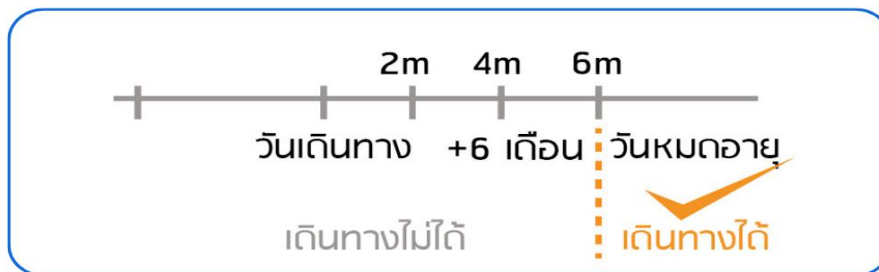 2m 4m 6m
วันเดินทาง +6 เดือน วันหมดอายุ
เดินทางไม่ได้ เดินทางได้